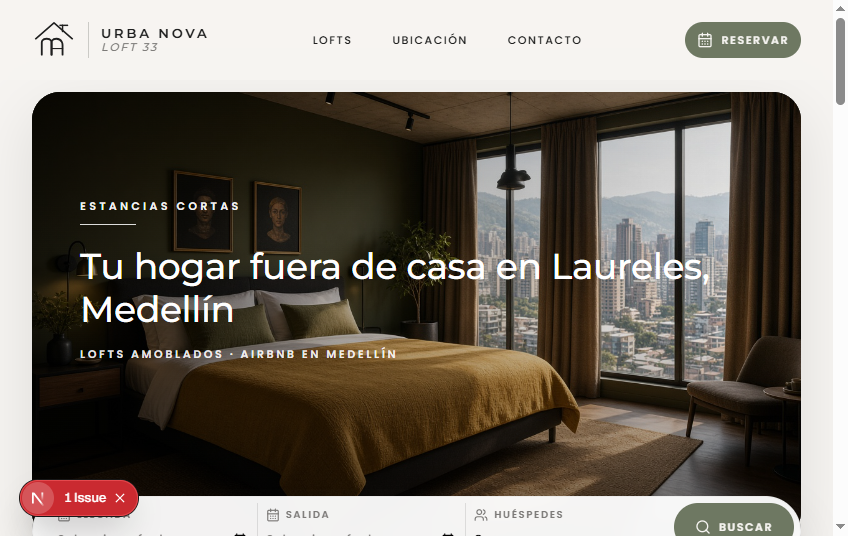 URBA NOVA
LOFT 33
LOFTS
UBICACIÓN
CONTACTO
RESERVAR
ESTANCIAS CORTAS
Tu hogar fuera de casa en Laureles,
Medellín
LOFTS AMOBLADOS · AIRBNB EN MEDELLÍN
N 1 Issue
SALIDA
HUÉSPEDES
BUSCAR